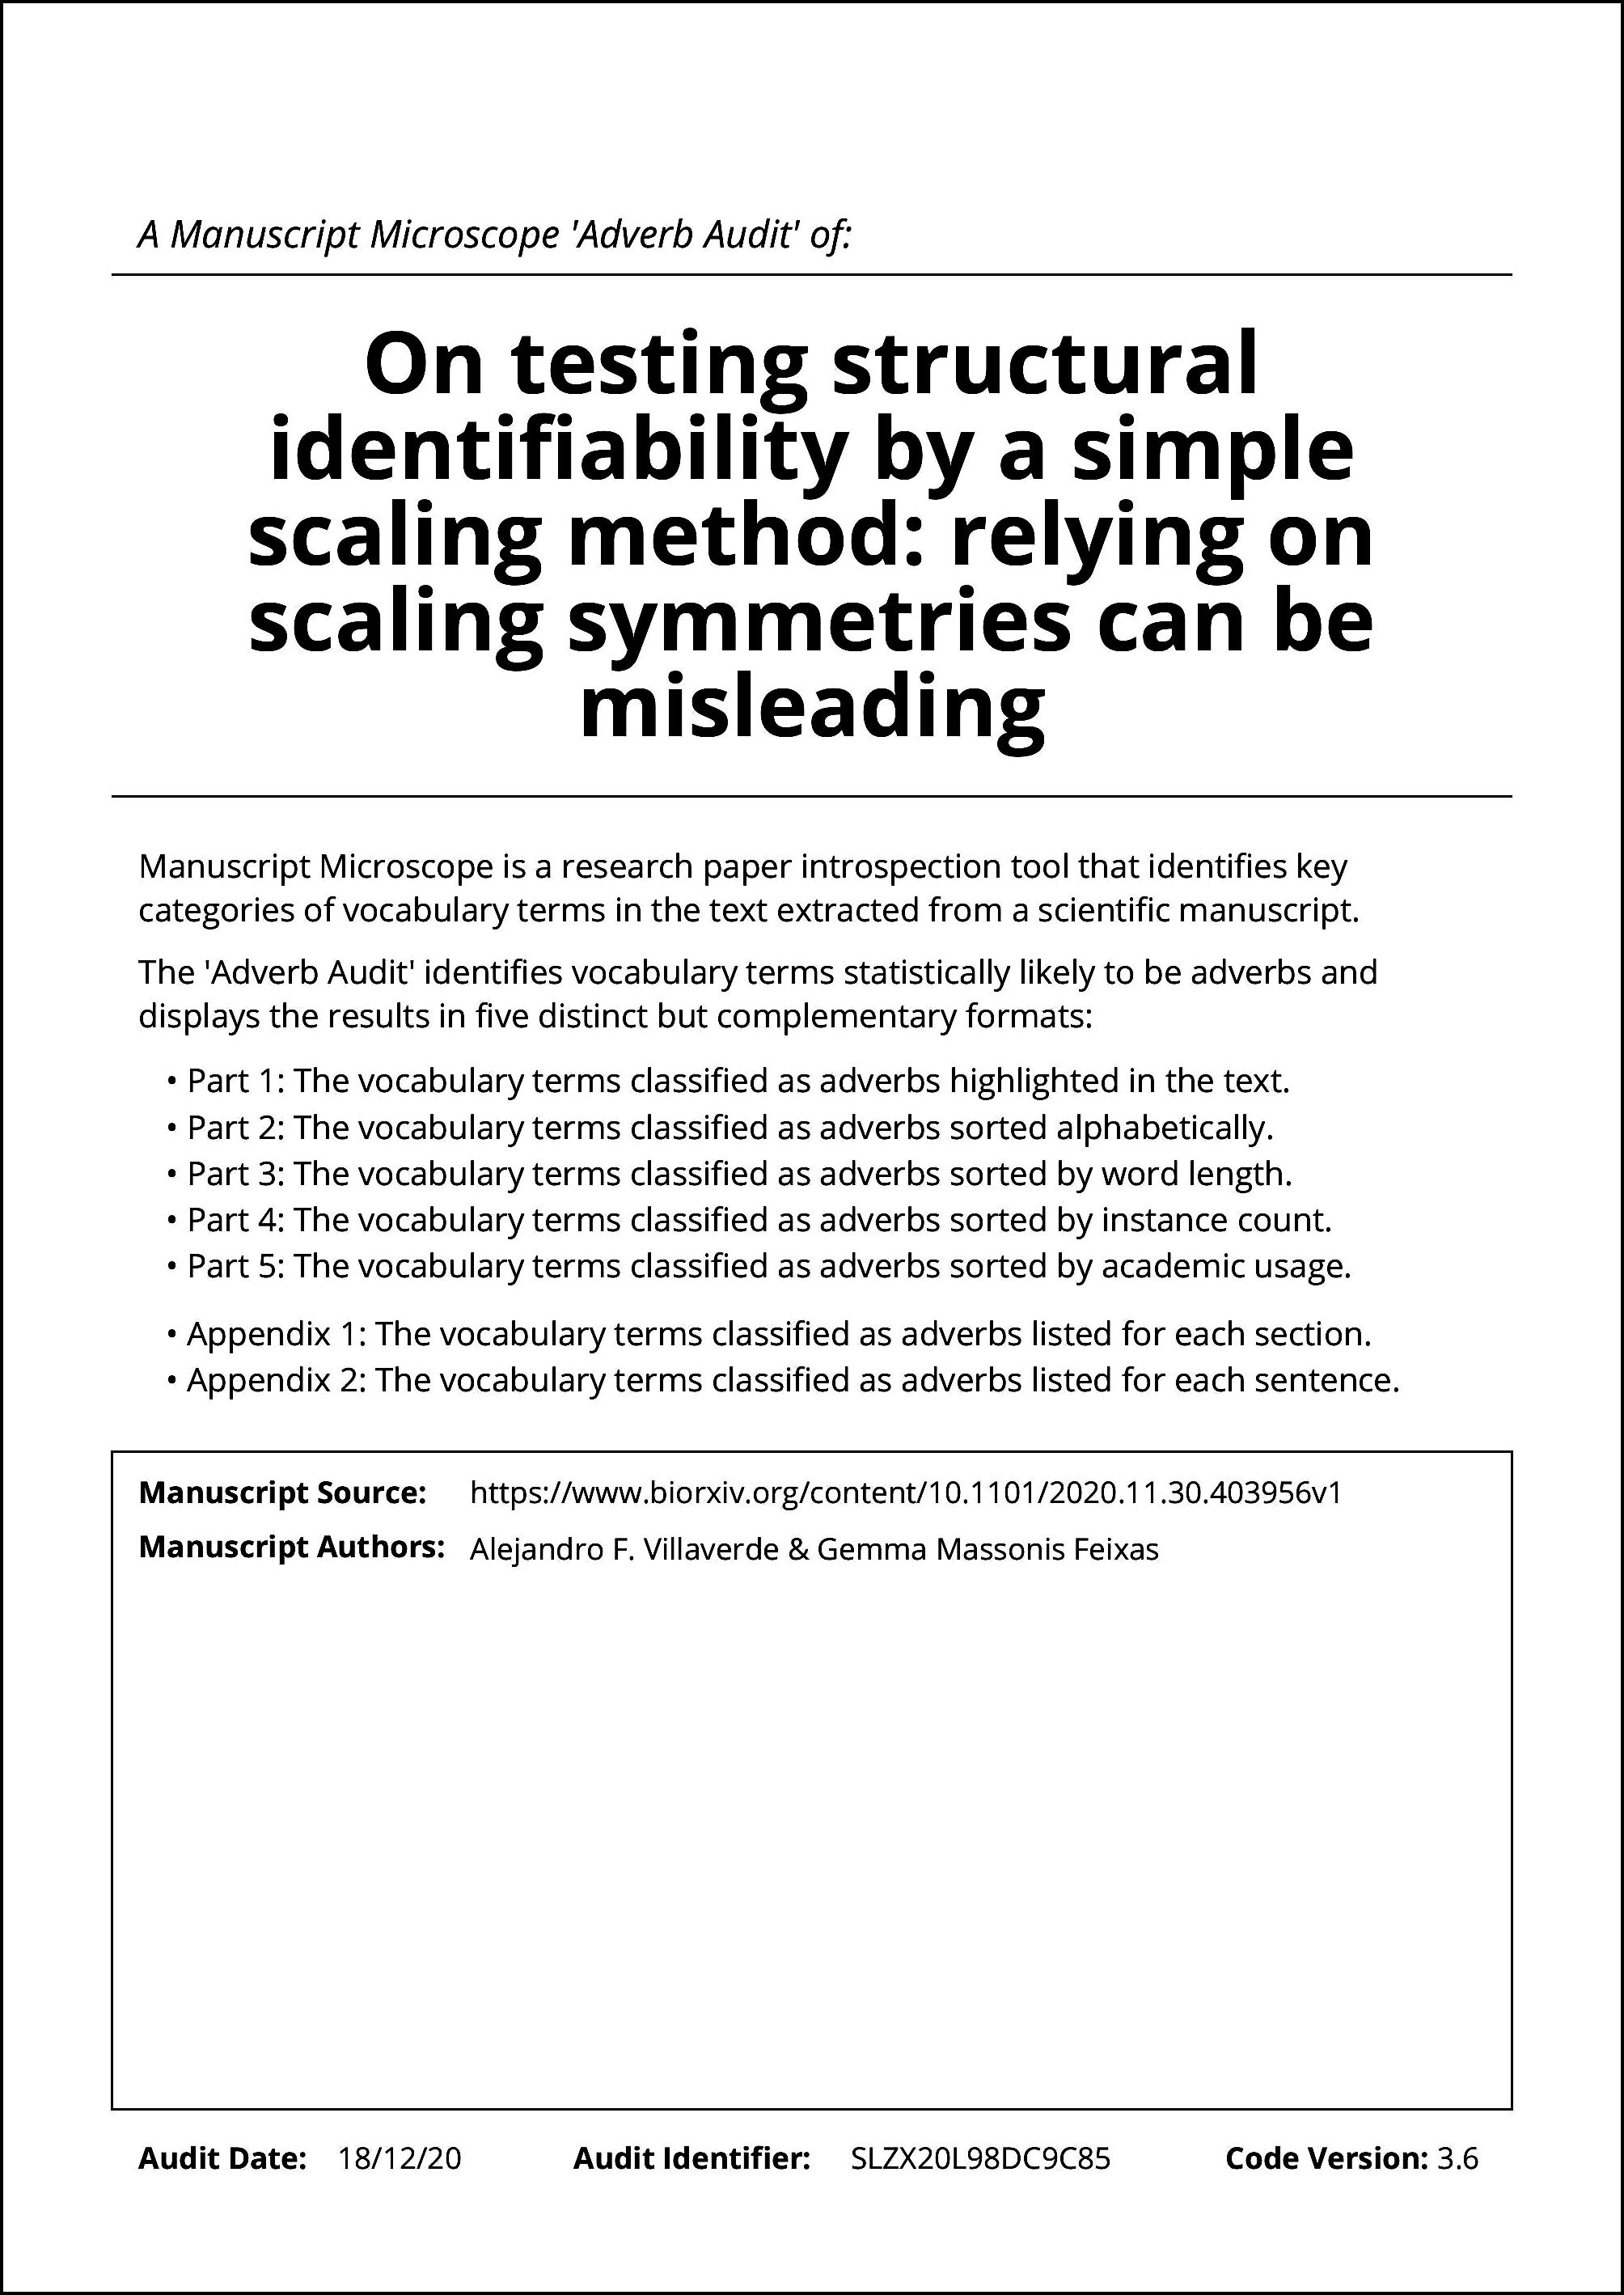 A Manuscript Microscope 'Adverb Audit' of:
On testing structural
identifiability by a simple
scaling method: relying on
scaling symmetries can be
misleading
Manuscript Microscope is a research paper introspection tool that identifies key
categories of vocabulary terms in the text extracted from a scientific manuscript.
The 'Adverb Audit' identifies vocabulary terms statistically likely to be adverbs and
displays the results in five distinct but complementary formats:
• Part 1: The vocabulary terms classified as adverbs highlighted in the text.
• Part 2: The vocabulary terms classified as adverbs sorted alphabetically.
• Part 3: The vocabulary terms classified as adverbs sorted by word length.
• Part 4: The vocabulary terms classified as adverbs sorted by instance count.
• Part 5: The vocabulary terms classified as adverbs sorted by academic usage.
• Appendix 1: The vocabulary terms classified as adverbs listed for each section.
• Appendix 2: The vocabulary terms classified as adverbs listed for each sentence.
Manuscript Source: https://www.biorxiv.org/content/10.1101/2020.11.30.403956v1
Manuscript Authors: Alejandro F. Villaverde & Gemma Massonis Feixas
Audit Date: 18/12/20 Audit Identifier: SLZX20L98DC9C85 Code Version: 3.6